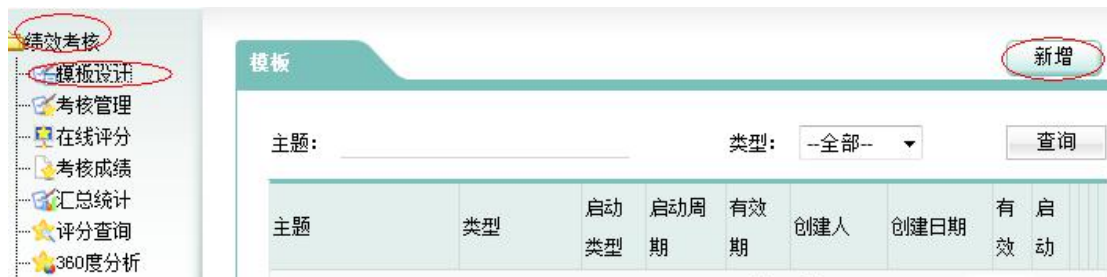 绩效考核
模板设计
考核管理
在线评分
考核成绩
汇总统计
评分查询
360度分析
模板
新增
主题:
类型: --全部--
查询
主题 类型 启动类型 启动周期 有效期 创建人 创建日期 有效 启动